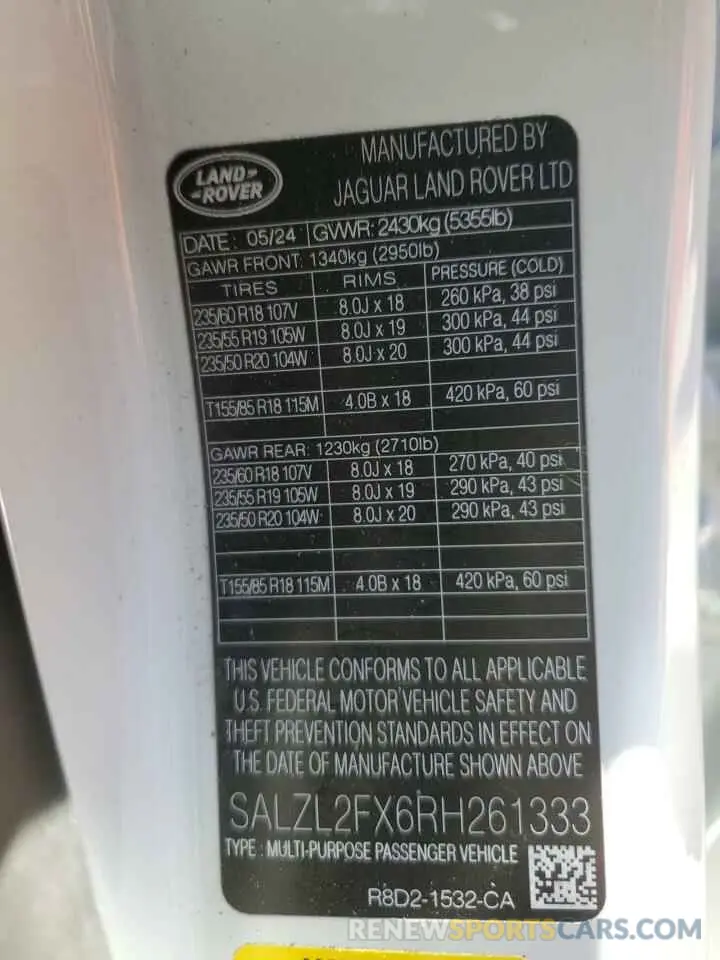 LAND-
-ROVER
MANUFACTURED BY
JAGUAR LAND ROVER LTD
DATE: 05/24 GVWR: 2430kg (5355lb)
GAWR FRONT: 1340kg (2950lb)
TIRES RIMS PRESSURE (COLD)
235/60 R18 107V 8.0J x 18 260 kPa, 38 psi
235/55 R19 105W 8.0J x 19 300 kPa, 44 psi
235/50 R20 104W 8.0J x 20 300 kPa, 44 psi
T155/85 R18 115M 4.0B x 18 420 kPa, 60 psi
GAWR REAR: 1230kg (2710lb)
235/60 R18 107V 8.0J x 18 270 kPa, 40 psi
235/55 R19 105W 8.0J x 19 290 kPa, 43 psi
235/50 R20 104W 8.0J x 20 290 kPa, 43 psi
T155/85 R18 115M 4.0B x 18 420 kPa, 60 psi
THIS VEHICLE CONFORMS TO ALL APPLICABLE
U.S. FEDERAL MOTOR VEHICLE SAFETY AND
THEFT PREVENTION STANDARDS IN EFFECT ON
THE DATE OF MANUFACTURE SHOWN ABOVE
SALZL2FX6RH261333
TYPE : MULTI-PURPOSE PASSENGER VEHICLE
R8D2-1532-CA
RENEWSPORTSCARS.COM